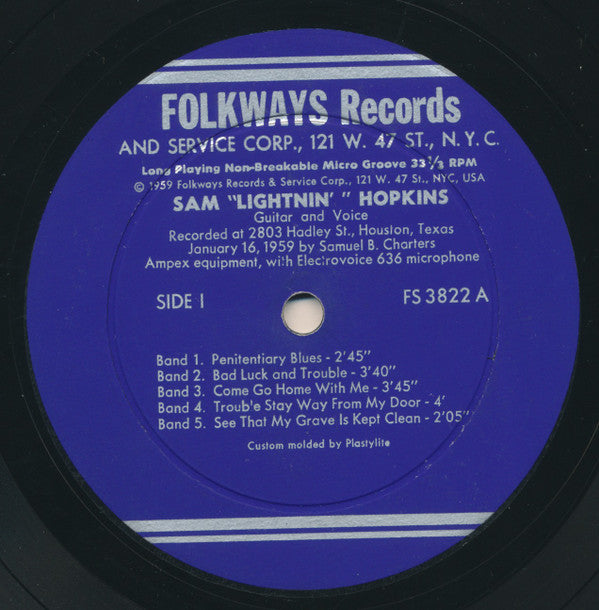 FOLKWAYS Records
AND SERVICE CORP., 121 W. 47 ST., N.Y.C.
Long Playing Non-Breakable Micro Groove 33⅓ RPM
© 1959 Folkways Records & Service Corp., 121 W. 47 St., NYC, USA
SAM "LIGHTNIN' " HOPKINS
Guitar and Voice
Recorded at 2803 Hadley St., Houston, Texas
January 16, 1959 by Samuel B. Charters
Ampex equipment, with Electrovoice 636 microphone
SIDE I FS 3822 A
Band 1. Penitentiary Blues - 2'45"
Band 2. Bad Luck and Trouble - 3'40"
Band 3. Come Go Home With Me - 3'45"
Band 4. Troub'e Stay Way From My Door - 4'
Band 5. See That My Grave Is Kept Clean - 2'05"
Custom molded by Plastylite